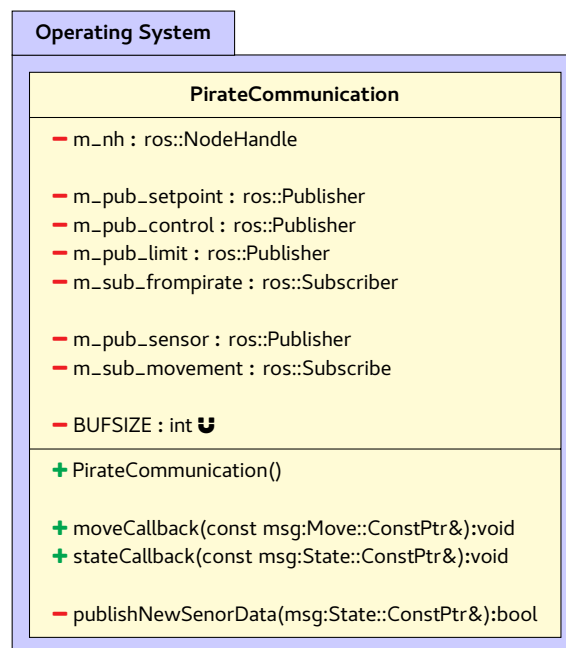 Operating System
PirateCommunication
− m_nh : ros::NodeHandle
− m_pub_setpoint : ros::Publisher
− m_pub_control : ros::Publisher
− m_pub_limit : ros::Publisher
− m_sub_frompirate : ros::Subscriber
− m_pub_sensor : ros::Publisher
− m_sub_movement : ros::Subscribe
− BUFSIZE : int
+ PirateCommunication()
+ moveCallback(const msg:Move::ConstPtr&):void
+ stateCallback(const msg:State::ConstPtr&):void
− publishNewSenorData(msg:State::ConstPtr&):bool